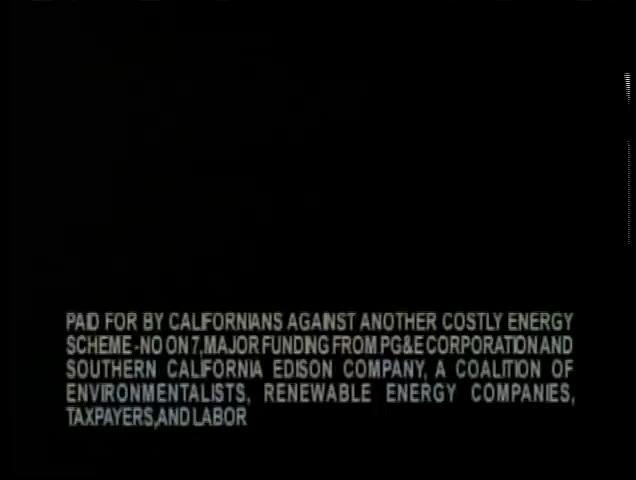 PAID FOR BY CALIFORNIANS AGAINST ANOTHER COSTLY ENERGY
SCHEME - NO ON 7, MAJOR FUNDING FROM PG&E CORPORATION AND
SOUTHERN CALIFORNIA EDISON COMPANY, A COALITION OF
ENVIRONMENTALISTS, RENEWABLE ENERGY COMPANIES,
TAXPAYERS, AND LABOR